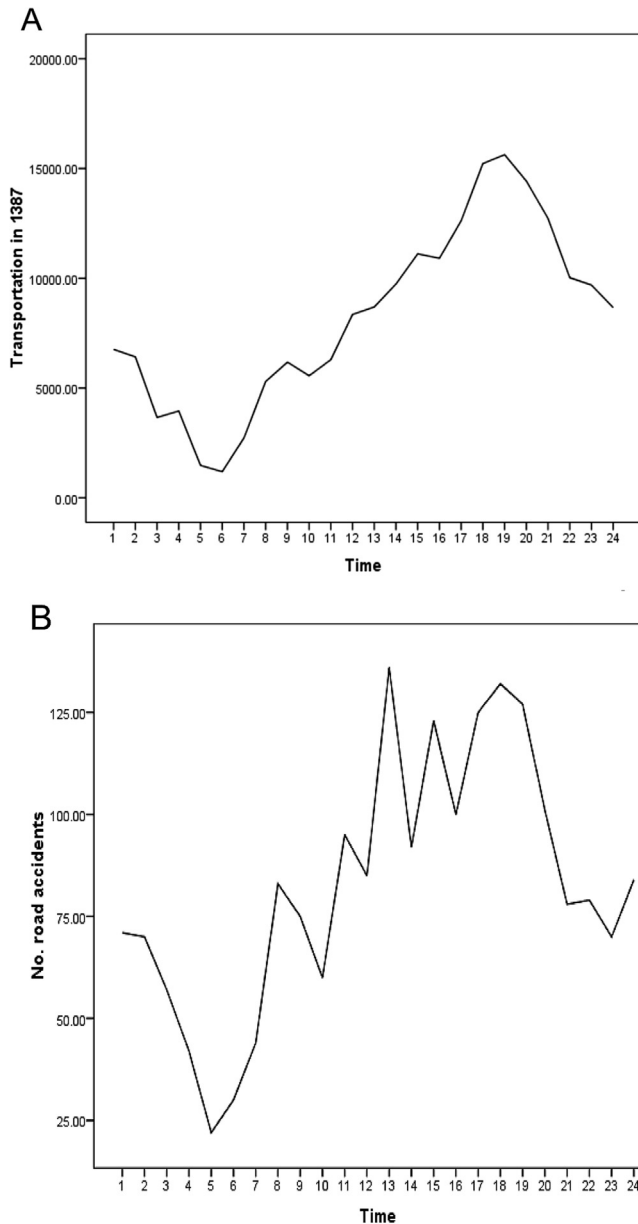 A
20000.00
15000.00
10000.00
5000.00
0.00
Transportation in 1387
1 2 3 4 5 6 7 8 9 10 11 12 13 14 15 16 17 18 19 20 21 22 23 24
Time
B
125.00
100.00
75.00
50.00
25.00
No. road accidents
1 2 3 4 5 6 7 8 9 10 11 12 13 14 15 16 17 18 19 20 21 22 23 24
Time